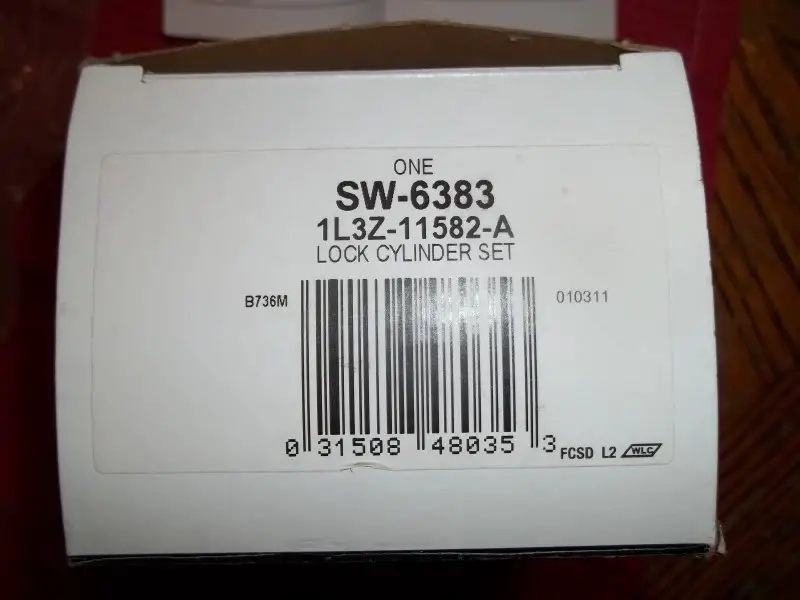 ONE
SW-6383
1L3Z-11582-A
LOCK CYLINDER SET
B736M
010311
0 31508 48035 3
FCSD L2 WLC